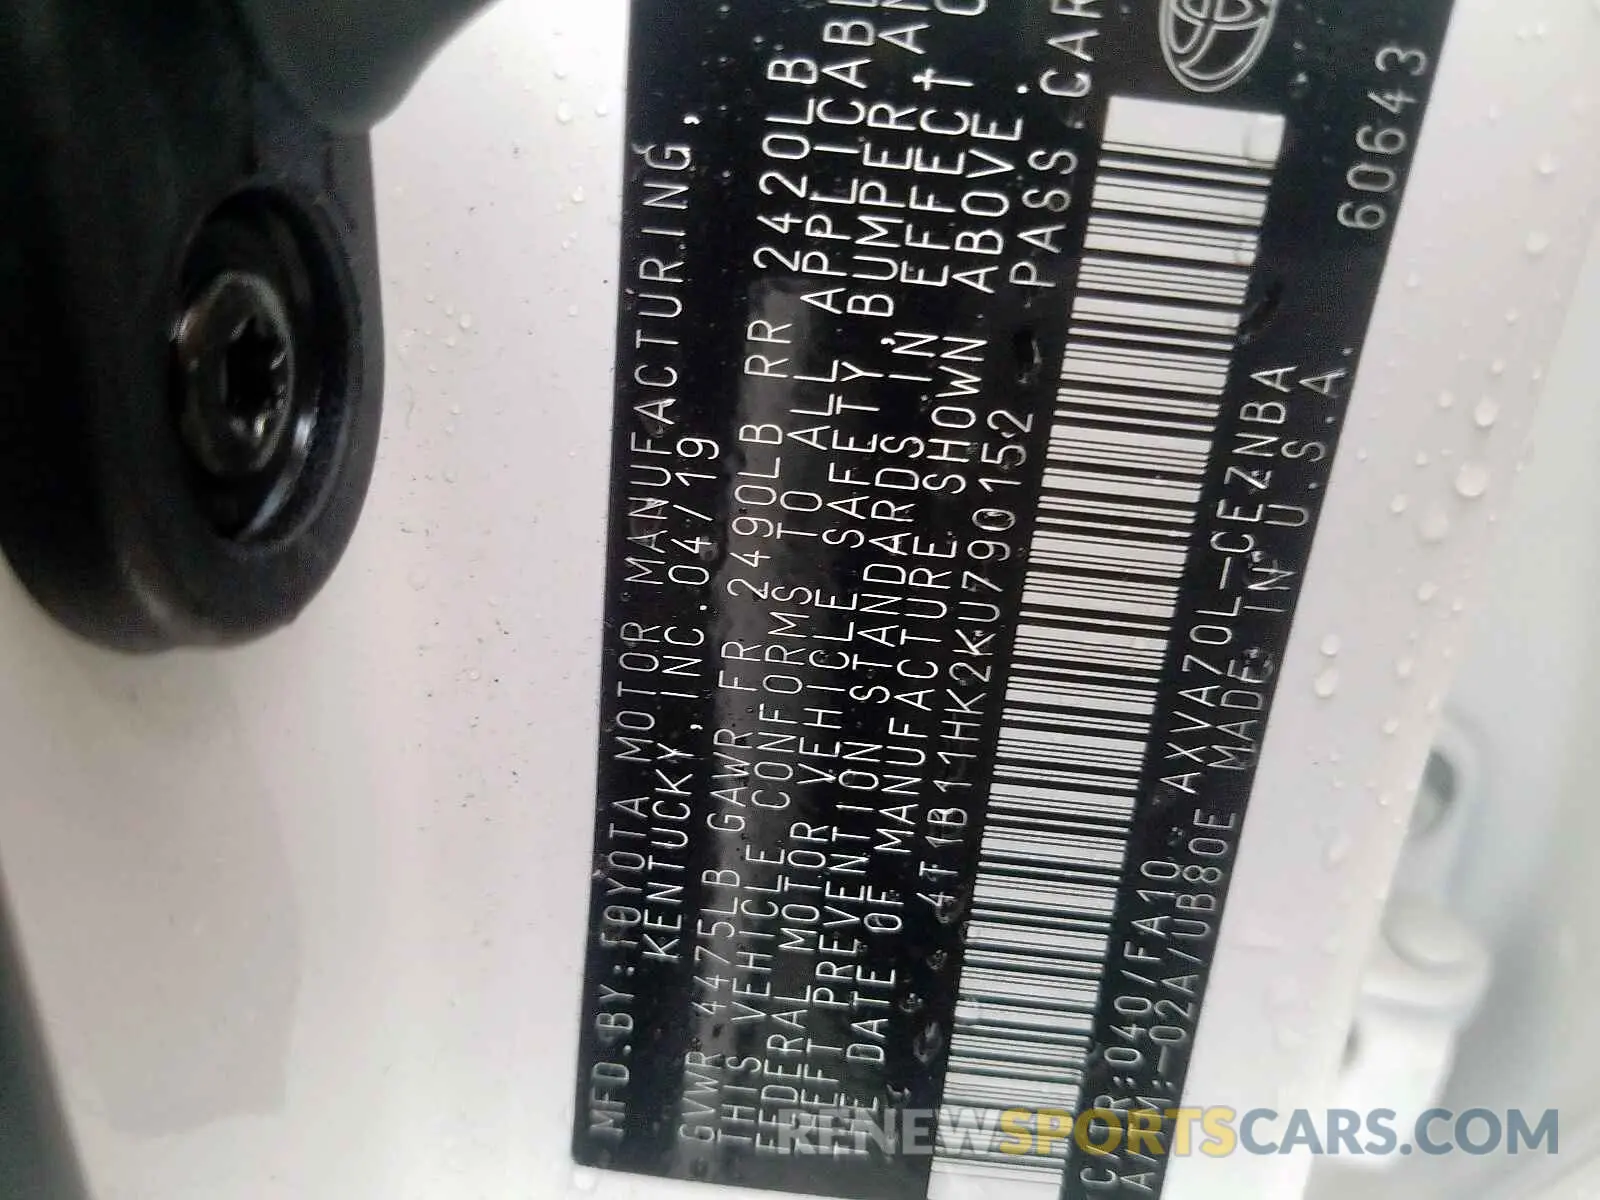 MFD.BY:TOYOTA MOTOR MANUFACTURING,
KENTUCKY, INC. 04/19
GVWR 4475LB GAWR FR 2490LB RR 2420LB
THIS VEHICLE CONFORMS TO ALL APPLICABLE
FEDERAL MOTOR VEHICLE SAFETY, BUMPER AN
THEFT PREVENTION STANDARDS IN EFFECT O
THE DATE OF MANUFACTURE SHOWN ABOVE.
4T1B11HK2KU790152 PASS.CAR
C/TR:040/FA10 AXVA70L-CEZNBA
A/TM:-02A/UB80E MADE IN U.S.A.
60643
RENEWSPORTSCARS.COM